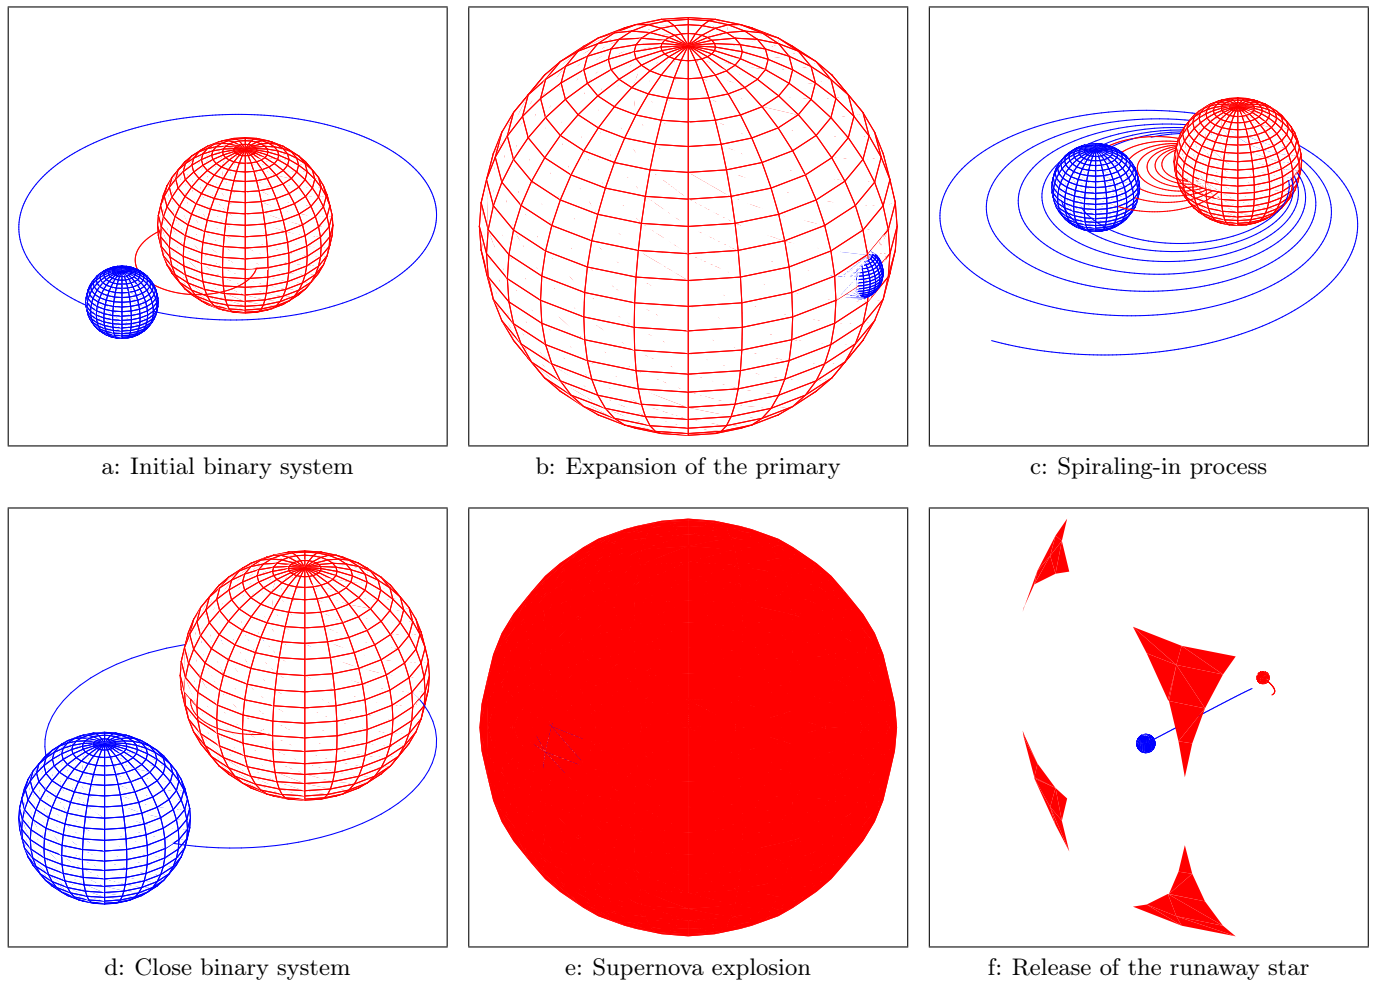 a: Initial binary system
b: Expansion of the primary
c: Spiraling-in process
d: Close binary system
e: Supernova explosion
f: Release of the runaway star